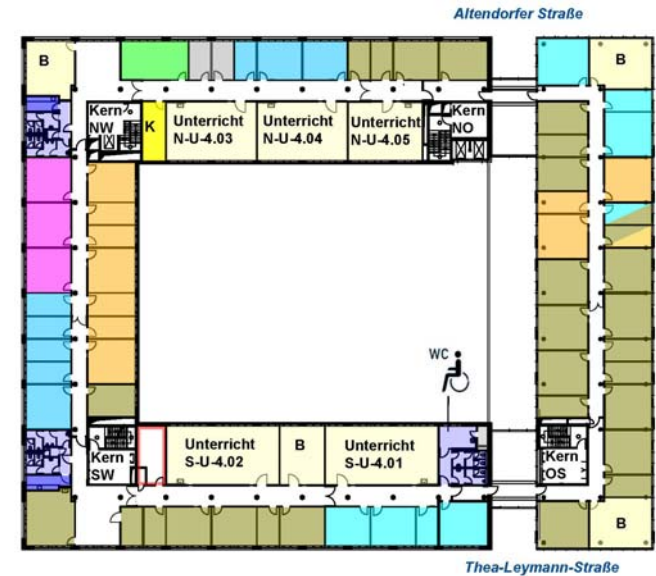 Altendorfer Straße
B
B
Kern
NW
K
Unterricht
N-U-4.03
Unterricht
N-U-4.04
Unterricht
N-U-4.05
Kern
NO
WC
Kern
SW
Unterricht
S-U-4.02
B
Unterricht
S-U-4.01
Kern
OS
B
Thea-Leymann-Straße